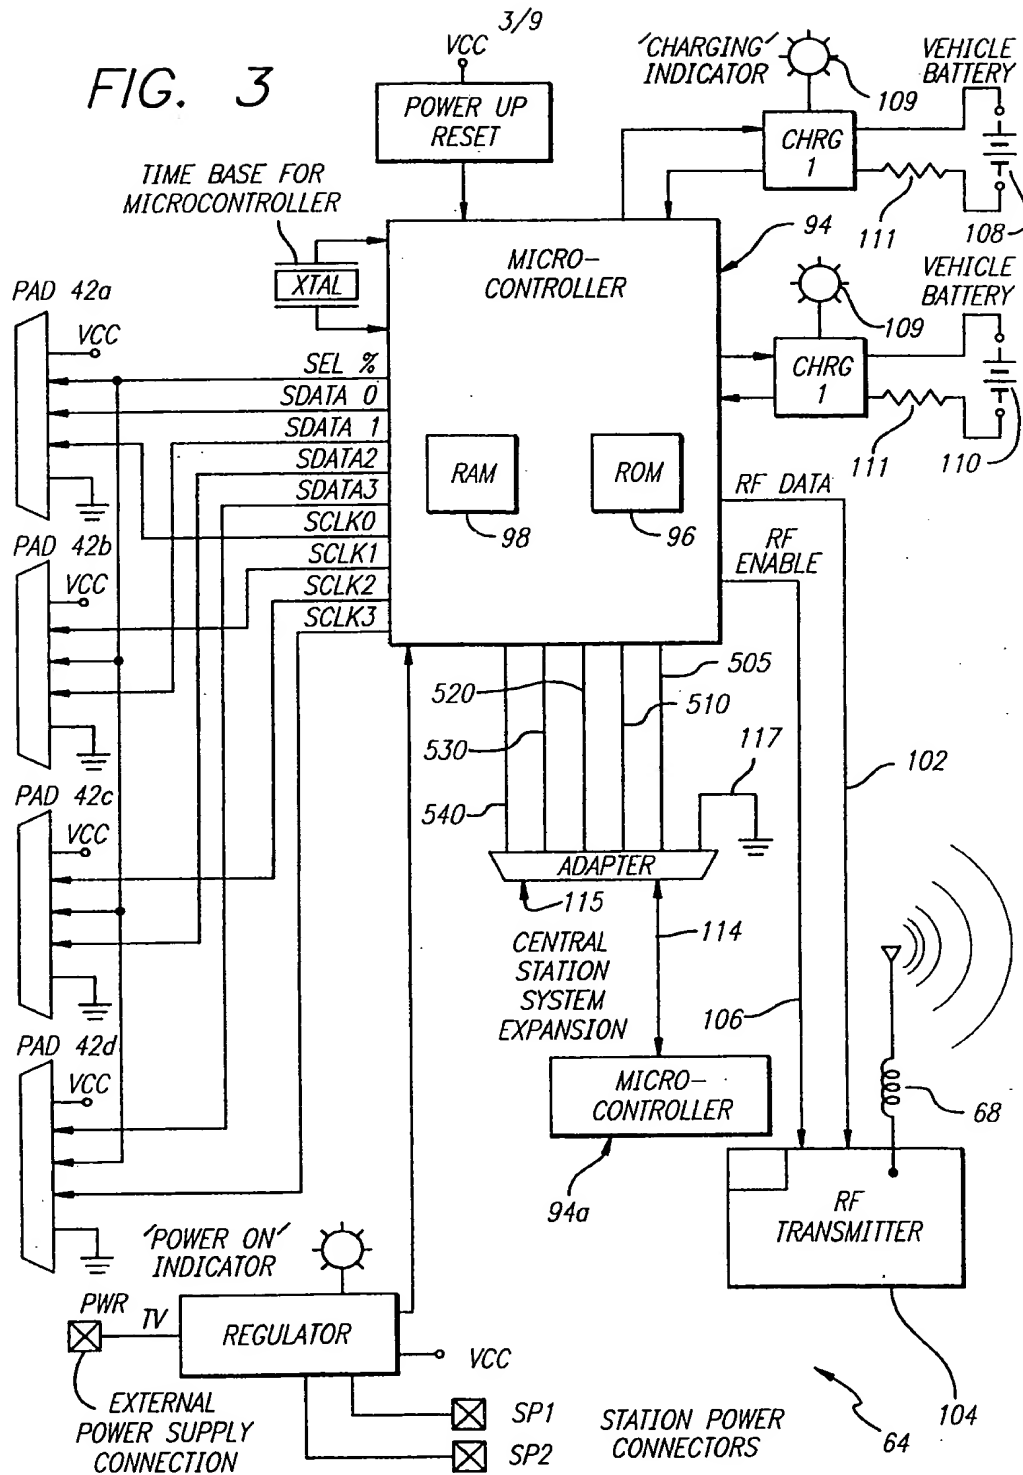 3/9
FIG. 3
VCC
POWER UP
RESET
'CHARGING'
INDICATOR
109
VEHICLE
BATTERY
CHRG
1
111
108
TIME BASE FOR
MICROCONTROLLER
XTAL
MICRO-
CONTROLLER
94
109
VEHICLE
BATTERY
CHRG
1
111
110
PAD 42a
VCC
SEL %
SDATA 0
SDATA 1
SDATA2
SDATA3
SCLK0
SCLK1
SCLK2
SCLK3
RAM
98
ROM
96
RF DATA
RF
ENABLE
PAD 42b
VCC
505
520
510
530
540
117
102
PAD 42c
VCC
ADAPTER
115
114
CENTRAL
STATION
SYSTEM
EXPANSION
106
PAD 42d
VCC
MICRO-
CONTROLLER
94a
68
RF
TRANSMITTER
104
'POWER ON'
INDICATOR
PWR
TV
REGULATOR
VCC
EXTERNAL
POWER SUPPLY
CONNECTION
SP1
SP2
STATION POWER
CONNECTORS
64